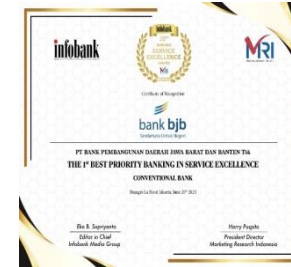 infobank
SERVICE
EXCELLENCE
MRI
Certificate of Recognition
bank bjb
PT BANK PEMBANGUNAN DAERAH JAWA BARAT DAN BANTEN Tbk
THE 1st BEST PRIORITY BANKING IN SERVICE EXCELLENCE
CONVENTIONAL BANK
Eko B. Supriyanto
Editor in Chief
Infobank Media Group
Harry Puspito
President Director
Marketing Research Indonesia